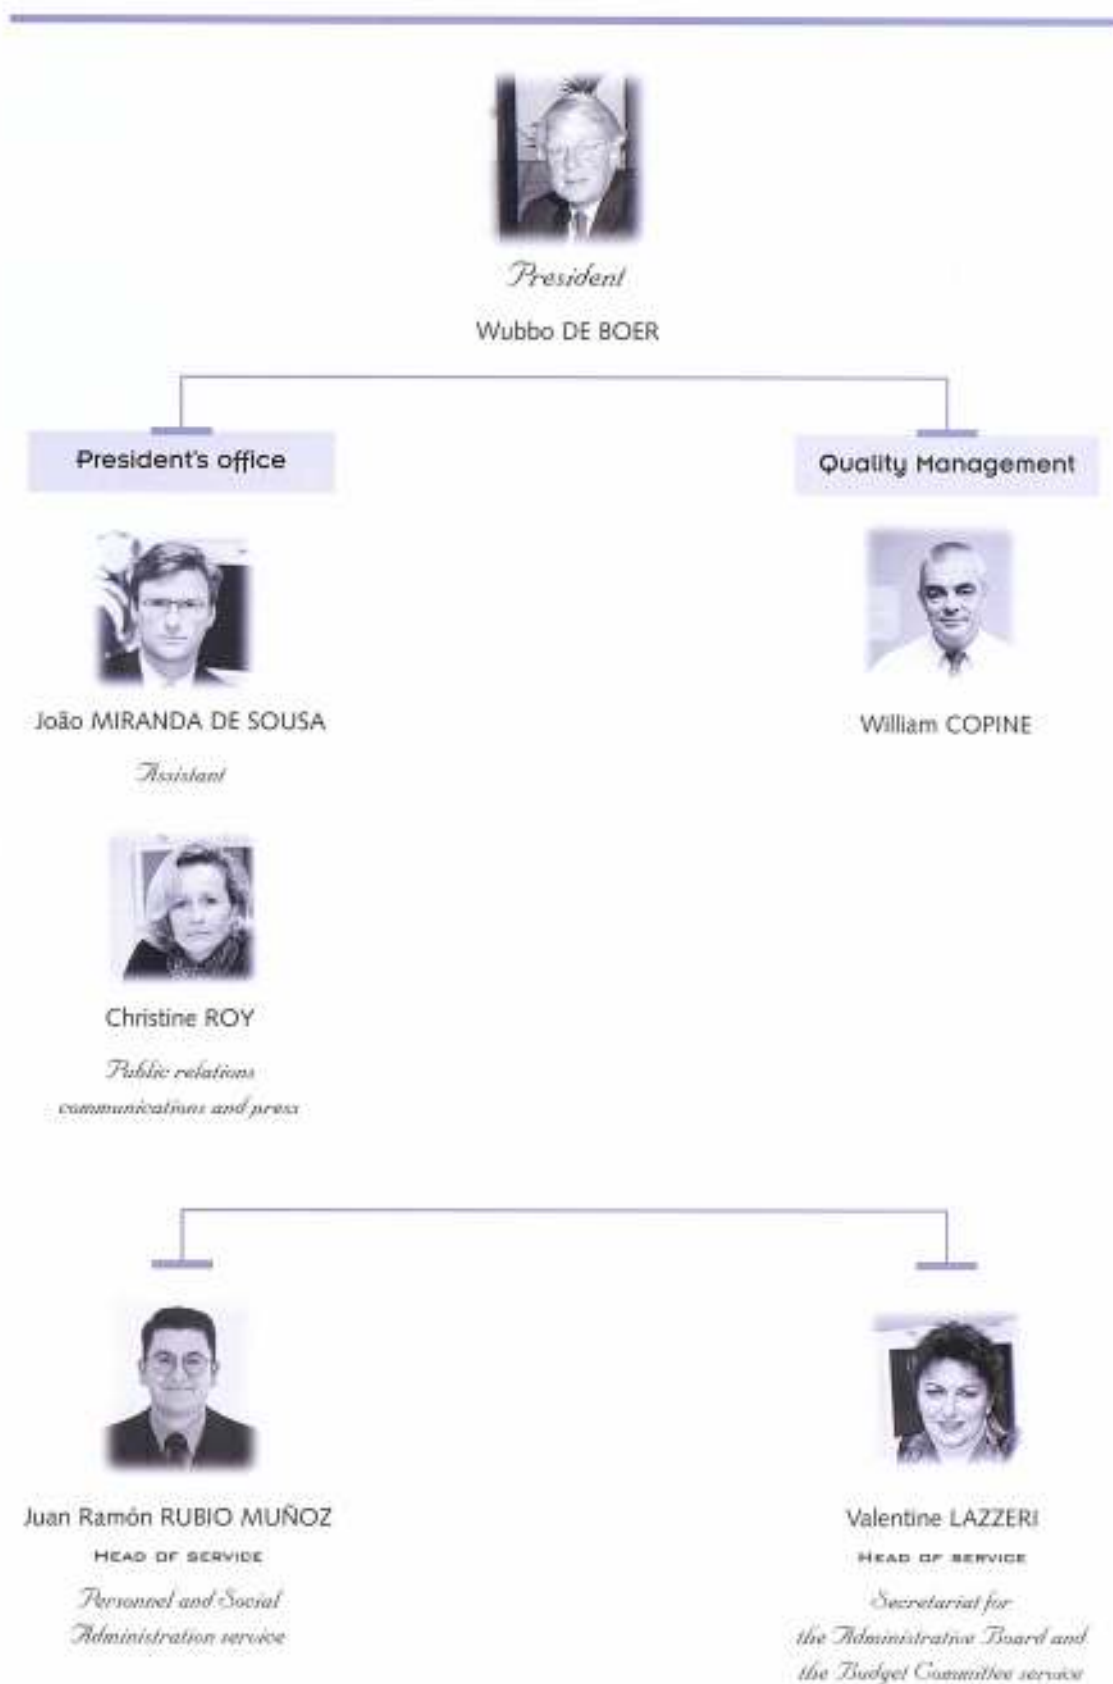 President
Wubbo DE BOER
President's office
Quality Management
João MIRANDA DE SOUSA
Assistant
William COPINE
Christine ROY
Public relations
communications and press
Juan Ramón RUBIO MUÑOZ
HEAD OF SERVICE
Personnel and Social
Administration service
Valentine LAZZERI
HEAD OF SERVICE
Secretariat for
the Administrative Board and
the Budget Committee service